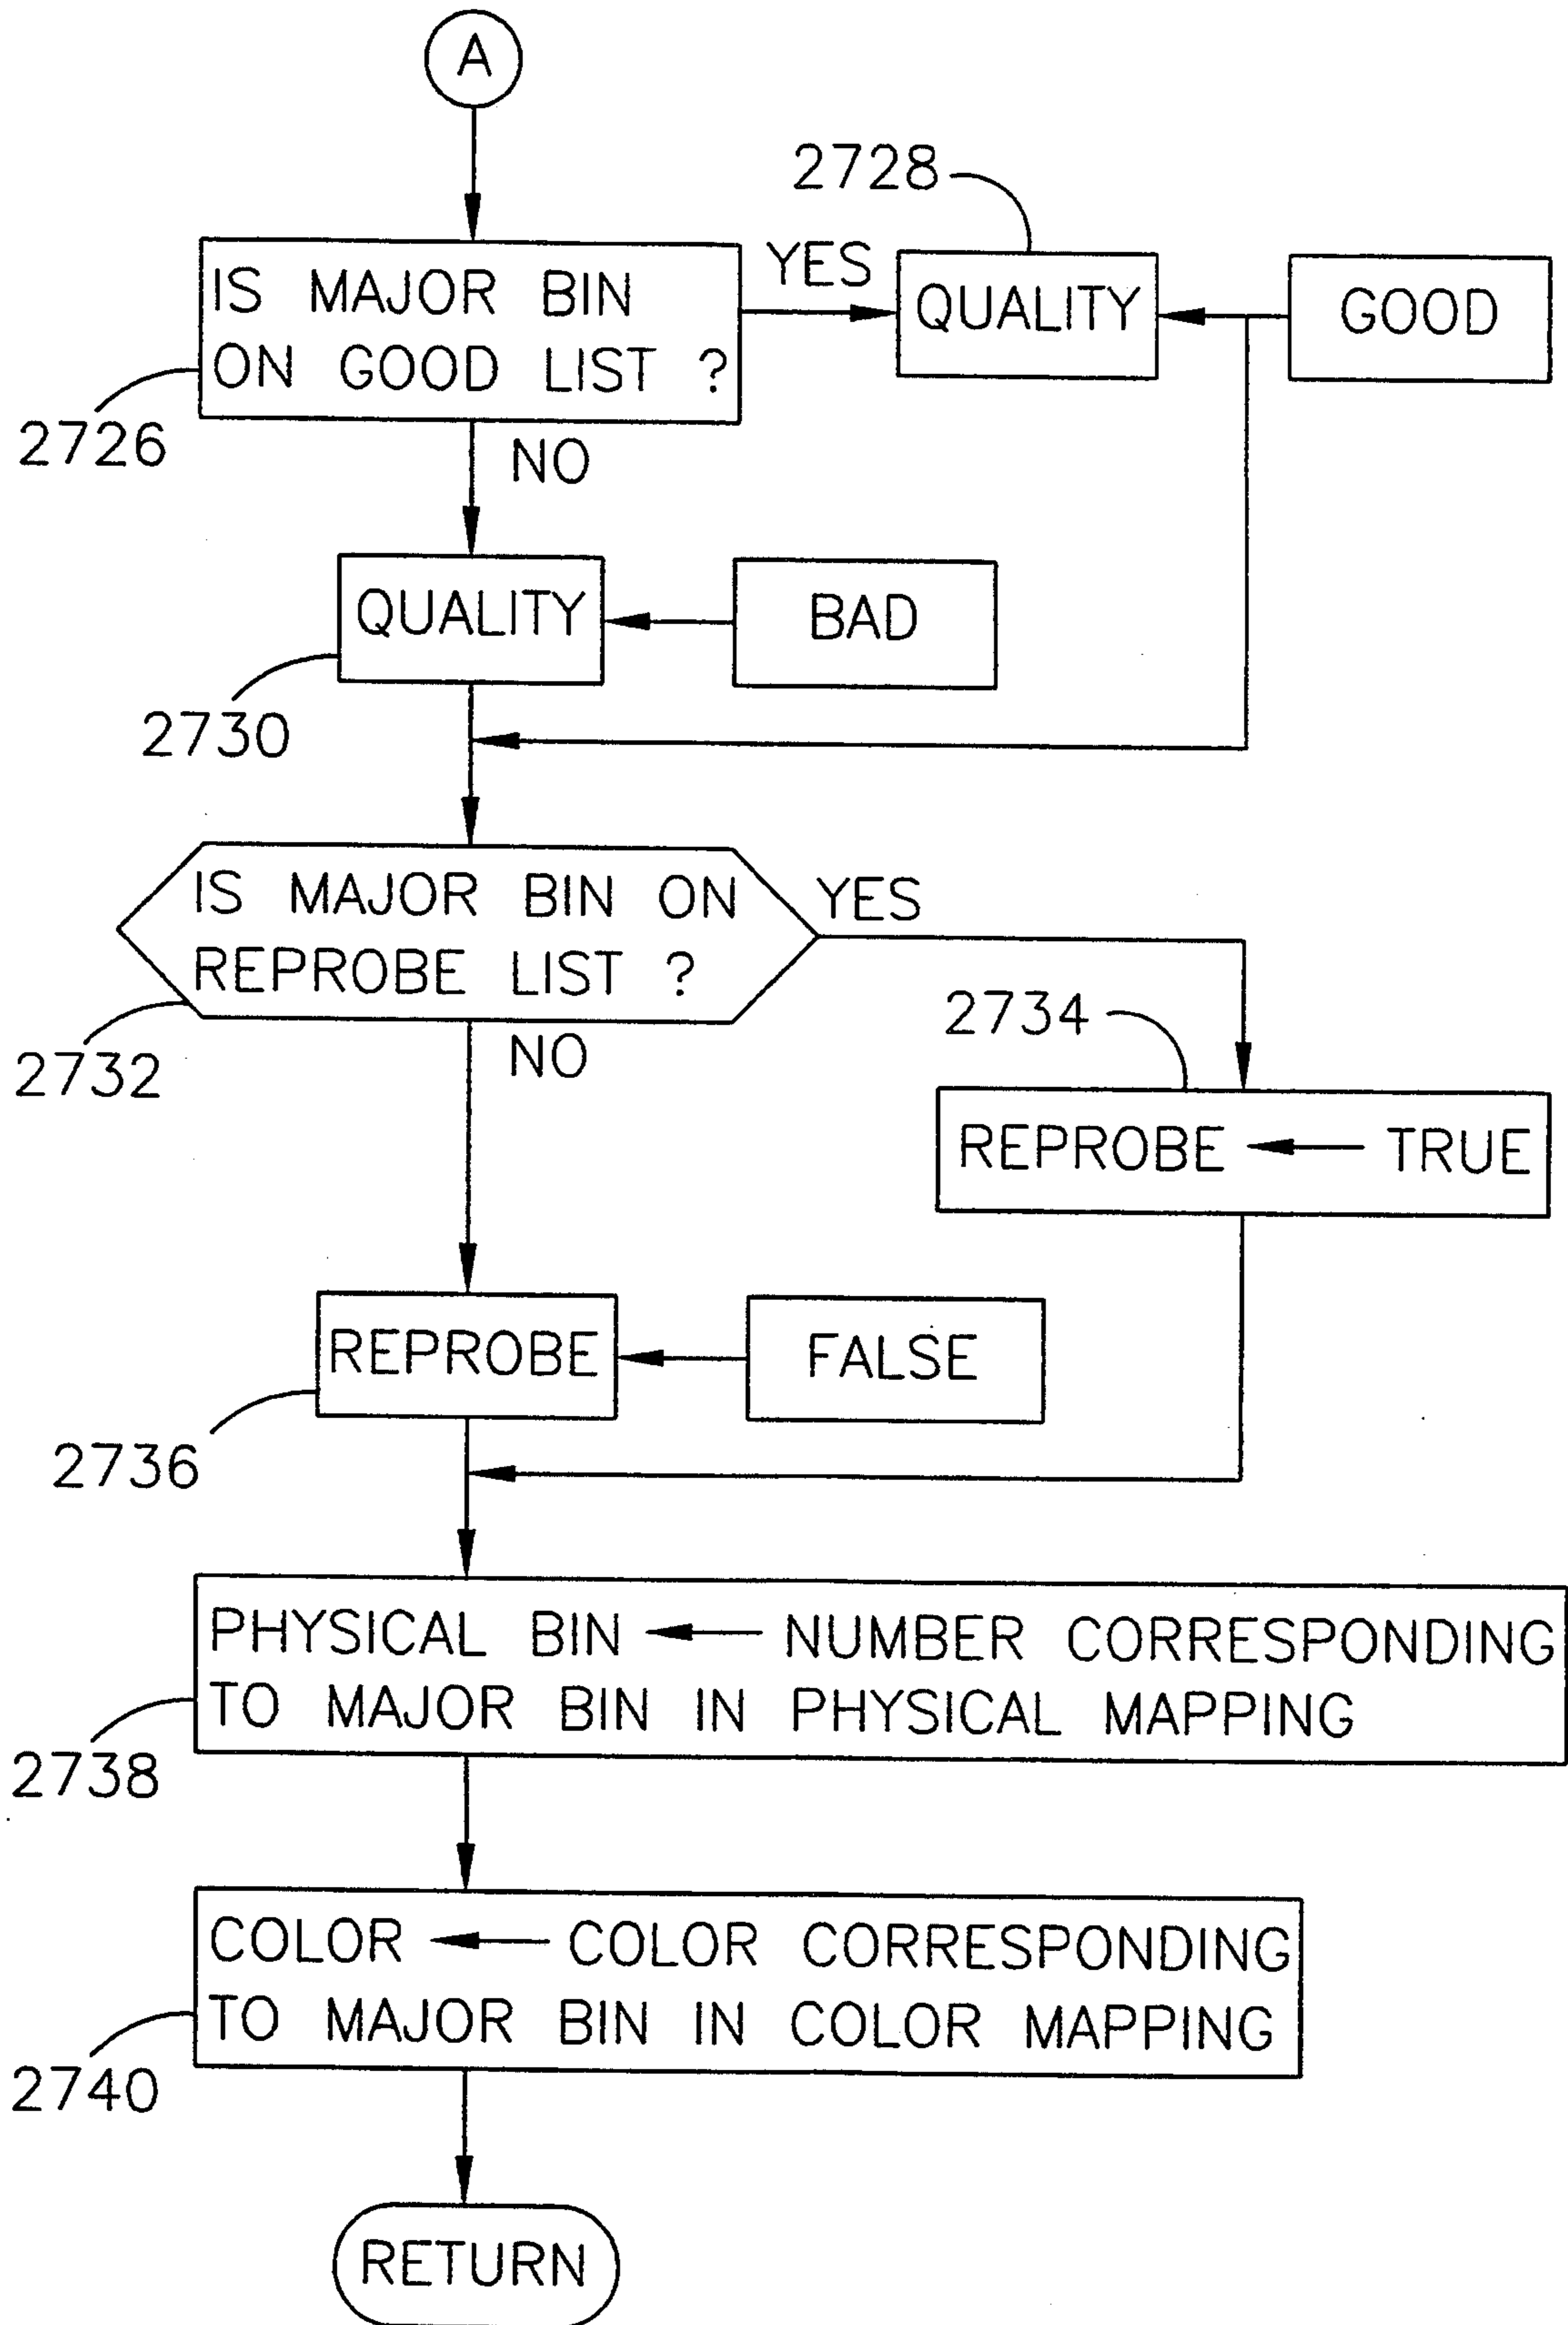 A
2728
IS MAJOR BIN
ON GOOD LIST ?
YES
QUALITY
GOOD
2726
NO
QUALITY
BAD
2730
IS MAJOR BIN ON
REPROBE LIST ?
YES
2732
NO
2734
REPROBE ← TRUE
REPROBE
FALSE
2736
PHYSICAL BIN ← NUMBER CORRESPONDING
TO MAJOR BIN IN PHYSICAL MAPPING
2738
COLOR ← COLOR CORRESPONDING
TO MAJOR BIN IN COLOR MAPPING
2740
RETURN